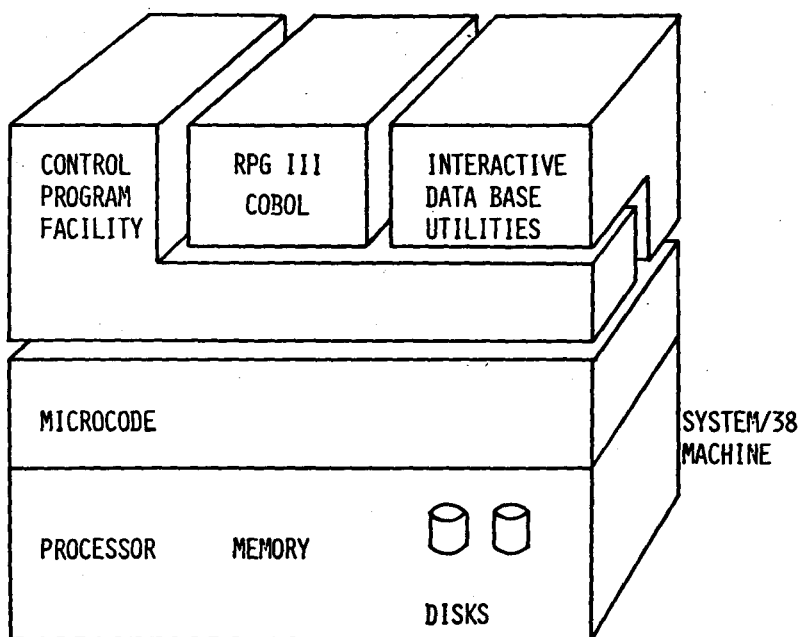 CONTROL
PROGRAM
FACILITY
RPG III
COBOL
INTERACTIVE
DATA BASE
UTILITIES
MICROCODE
SYSTEM/38
MACHINE
PROCESSOR
MEMORY
DISKS